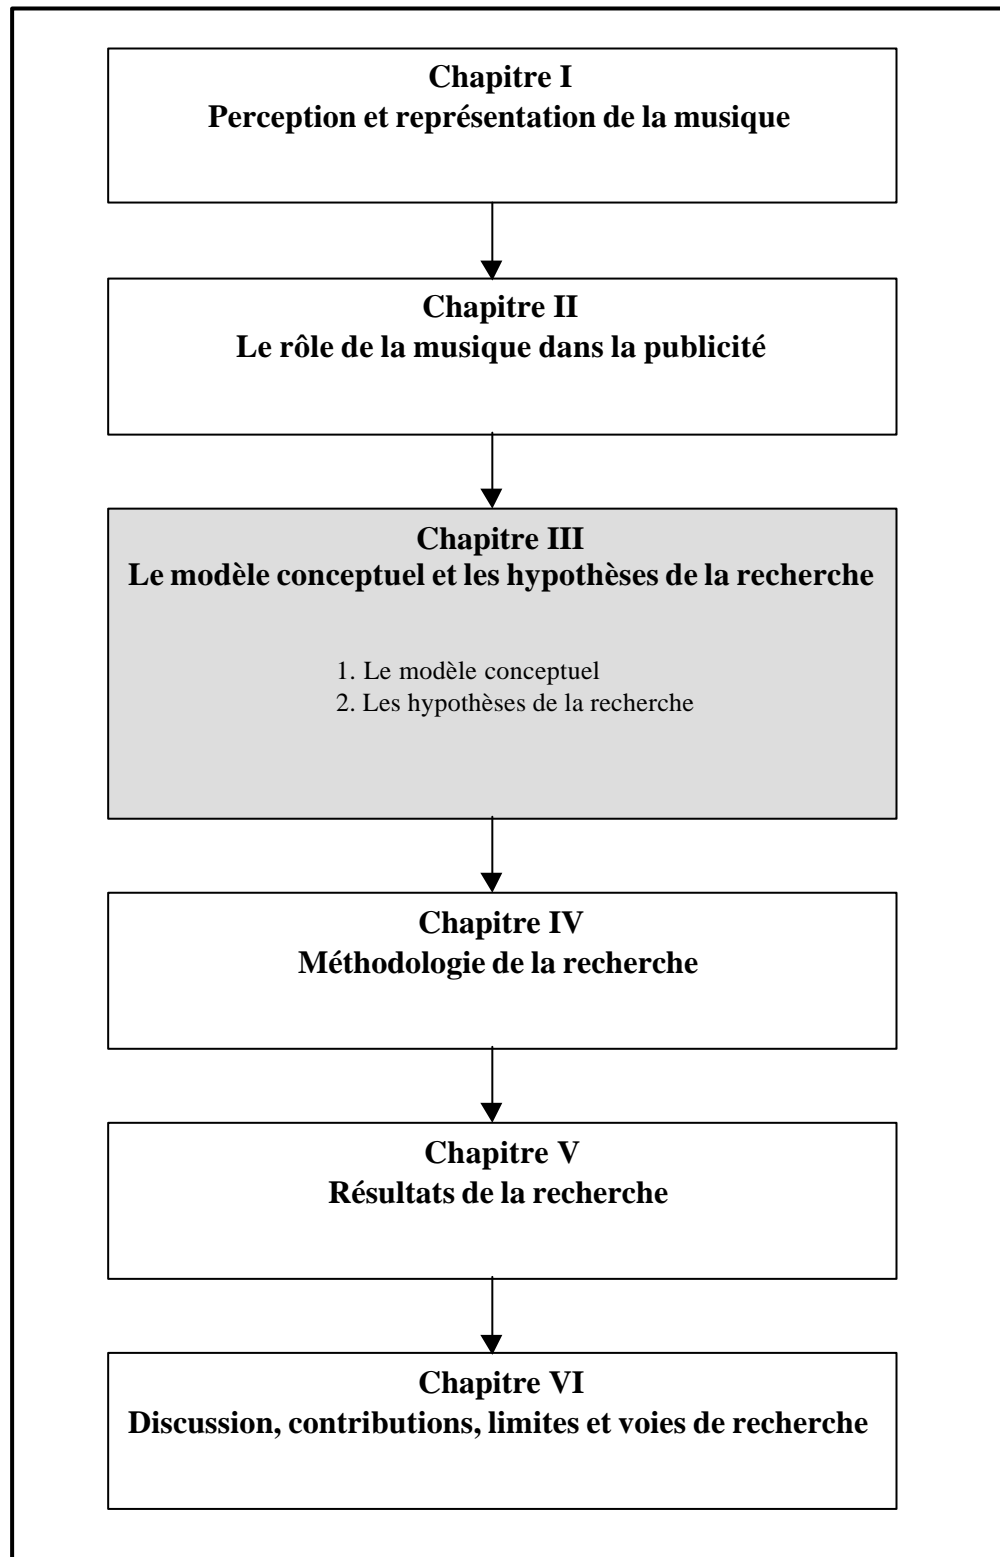 Chapitre I
Perception et représentation de la musique
Chapitre II
Le rôle de la musique dans la publicité
Chapitre III
Le modèle conceptuel et les hypothèses de la recherche
1. Le modèle conceptuel
2. Les hypothèses de la recherche
Chapitre IV
Méthodologie de la recherche
Chapitre V
Résultats de la recherche
Chapitre VI
Discussion, contributions, limites et voies de recherche